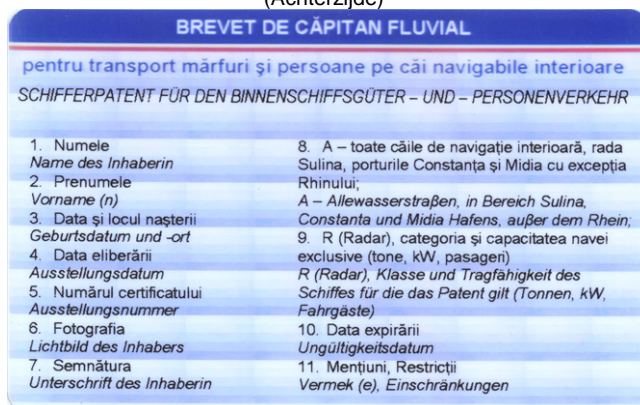 (Achterzijde)
BREVET DE CĂPITAN FLUVIAL
pentru transport mărfuri şi persoane pe căi navigabile interioare
SCHIFFERPATENT FÜR DEN BINNENSCHIFFSGÜTER – UND – PERSONENVERKEHR
1. Numele
Name des Inhaberin
2. Prenumele
Vorname (n)
3. Data şi locul naşterii
Geburtsdatum und -ort
4. Data eliberării
Ausstellungsdatum
5. Numărul certificatului
Ausstellungsnummer
6. Fotografia
Lichtbild des Inhabers
7. Semnătura
Unterschrift des Inhaberin
8. A – toate căile de navigaţie interioară, rada
Sulina, porturile Constanţa şi Midia cu excepţia
Rhinului;
A – Allewasserstraβen, in Bereich Sulina,
Constanta und Midia Hafens, auβer dem Rhein;
9. R (Radar), categoria şi capacitatea navei
exclusive (tone, kW, pasageri)
R (Radar), Klasse und Tragfähigkeit des
Schiffes für die das Patent gilt (Tonnen, kW,
Fahrgäste)
10. Data expirării
Ungültigkeitsdatum
11. Menţiuni, Restricţii
Vermek (e), Einschränkungen